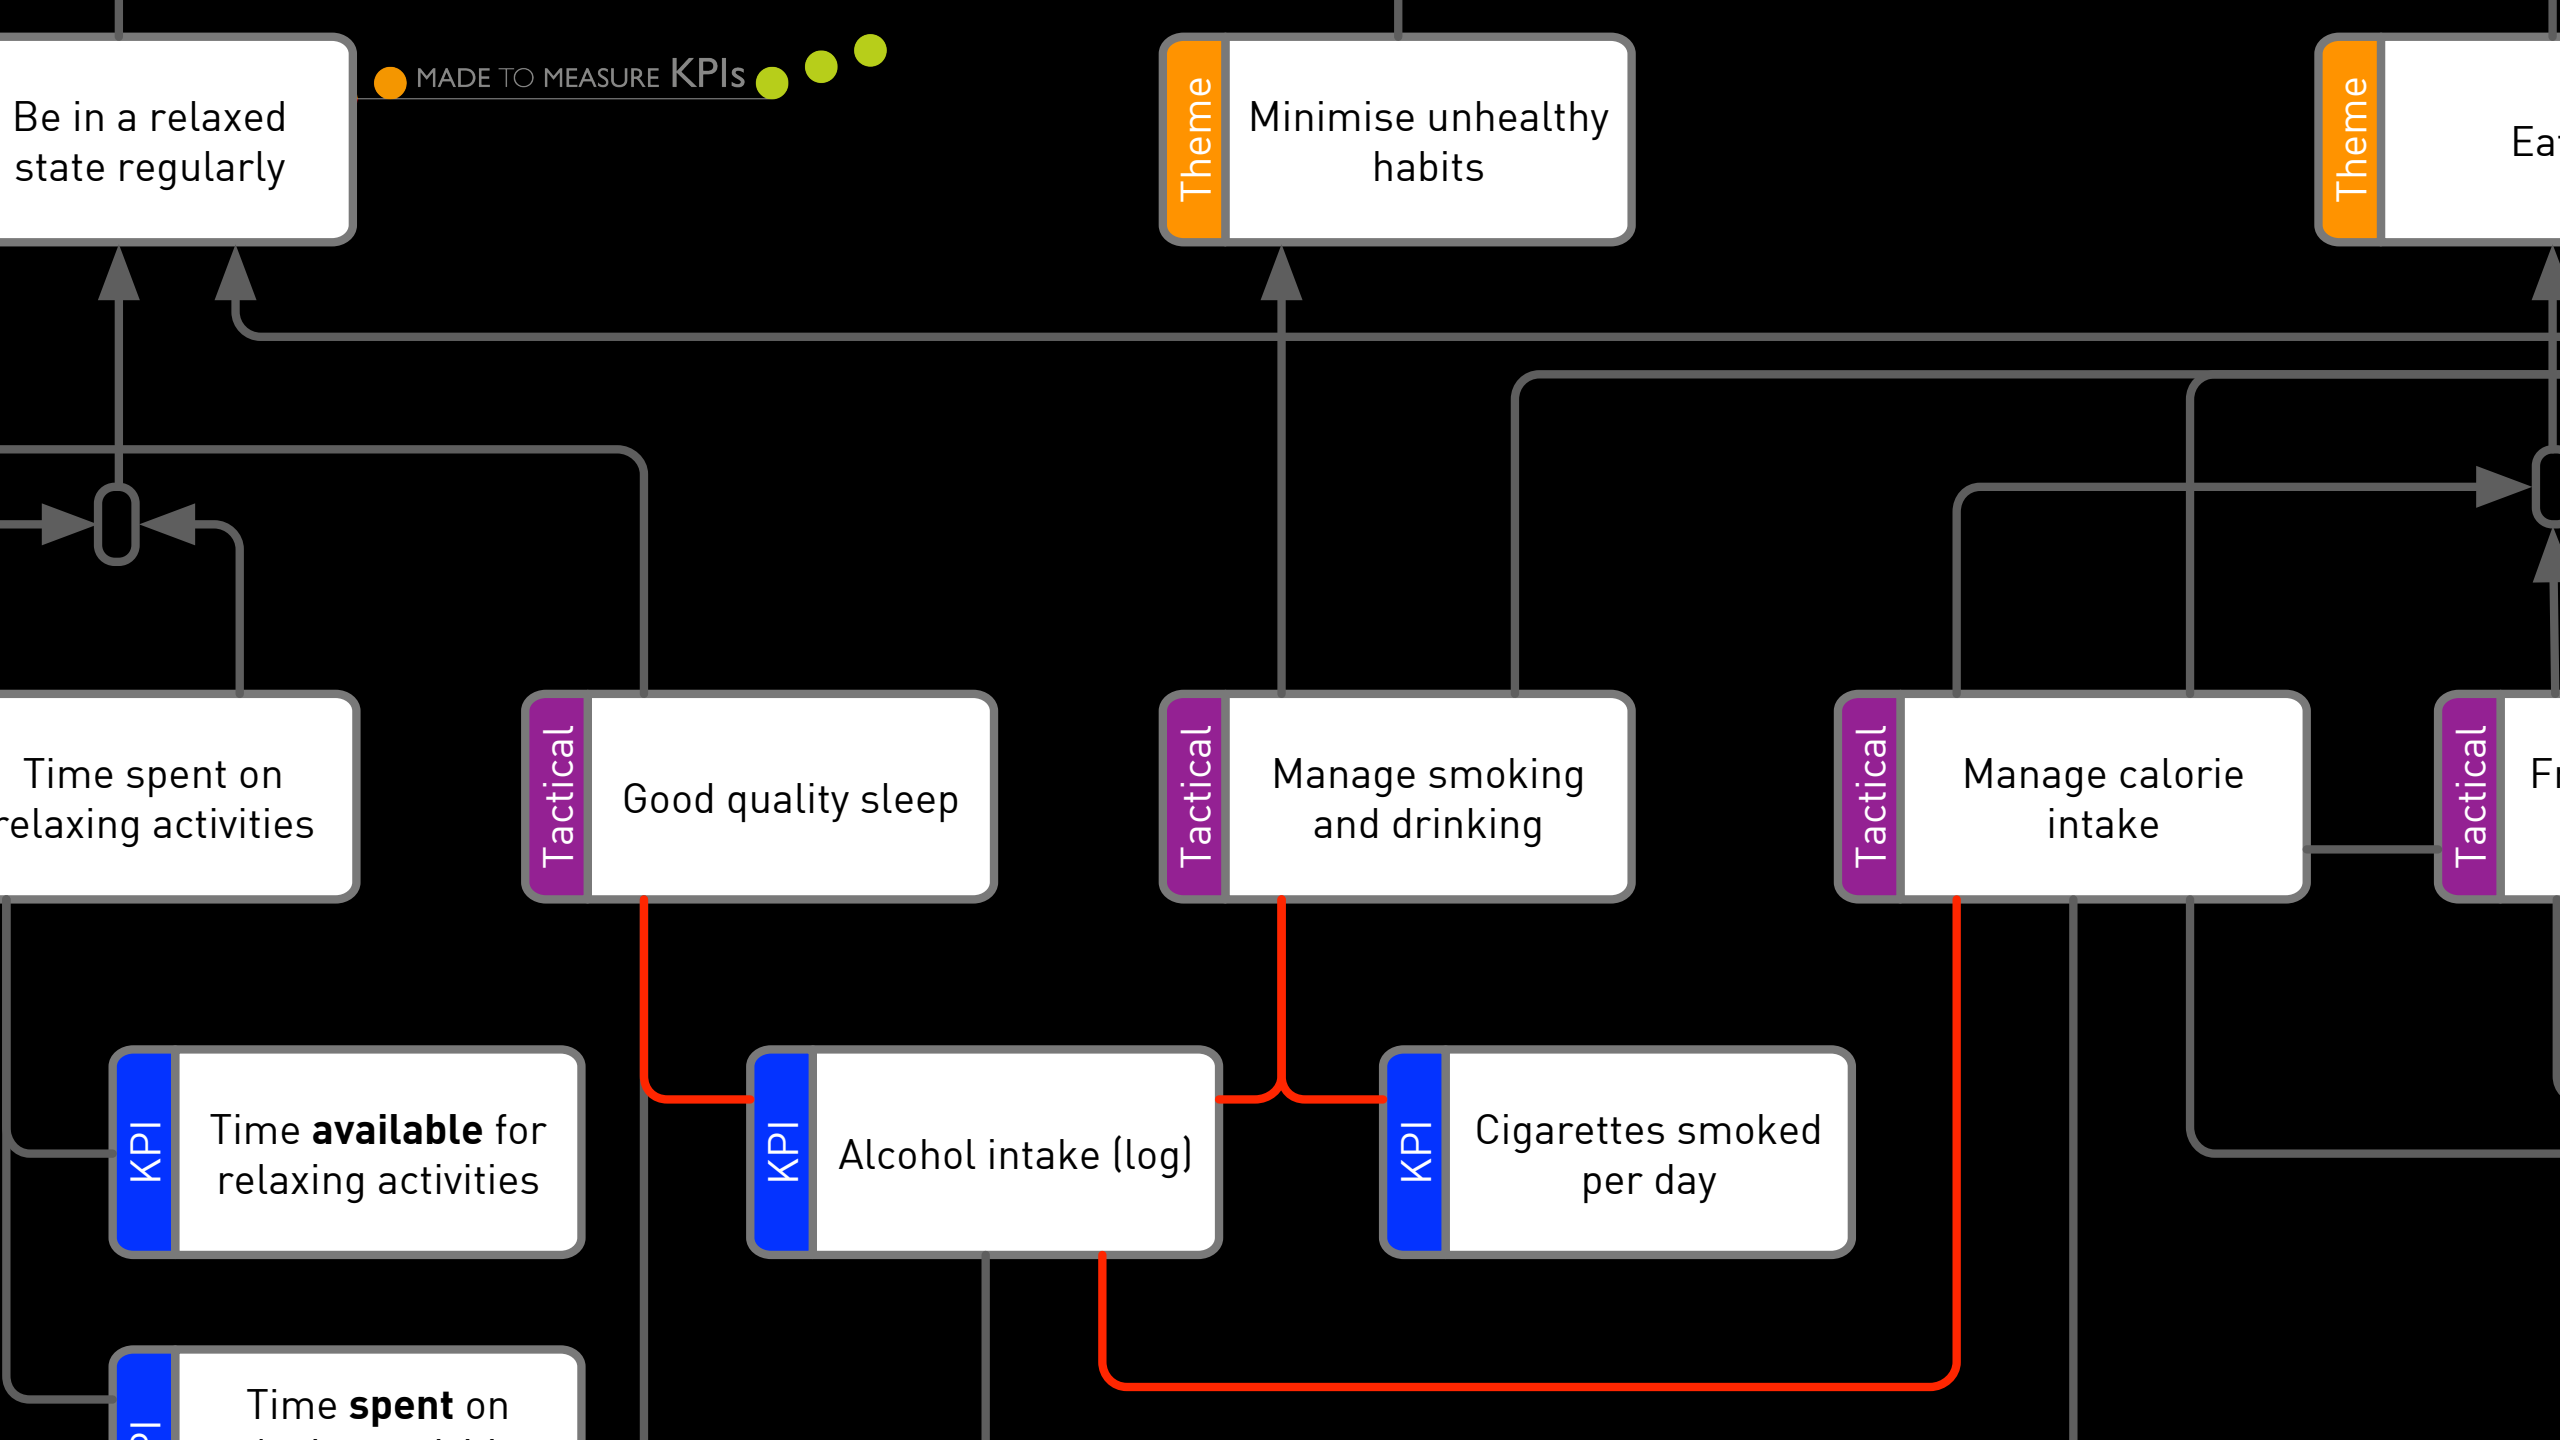 Be in a relaxed
state regularly
MADE TO MEASURE KPIs
Theme
Minimise unhealthy
habits
Theme
Time spent on
relaxing activities
Tactical
Good quality sleep
Tactical
Manage smoking
and drinking
Tactical
Manage calorie
intake
Tactical
KPI
Time available for
relaxing activities
KPI
Alcohol intake (log)
KPI
Cigarettes smoked
per day
Time spent on